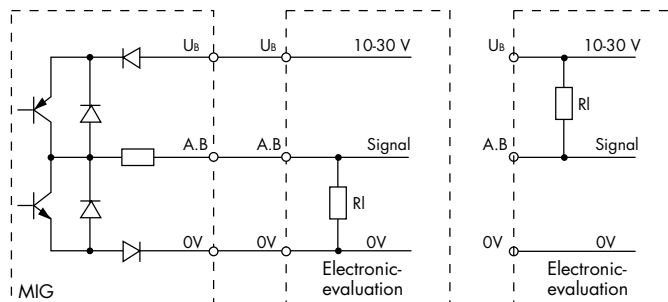 UB UB 10-30 V UB 10-30 V
Rl
A.B A.B Signal A.B Signal
Rl
0V 0V 0V 0V 0V
MIG Electronic-evaluation Electronic-evaluation